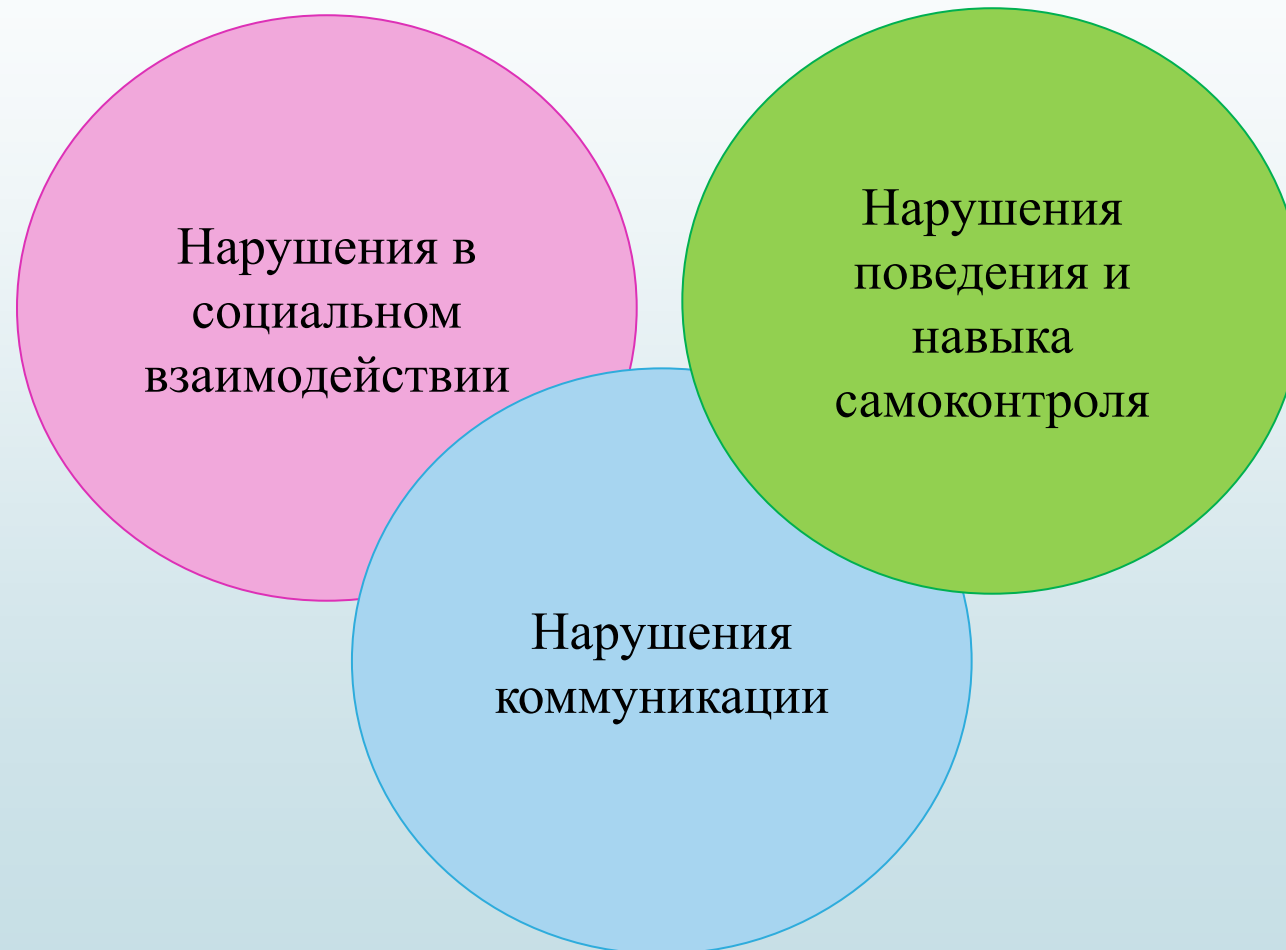 Нарушения в
социальном
взаимодействии
Нарушения
поведения и
навыка
самоконтроля
Нарушения
коммуникации